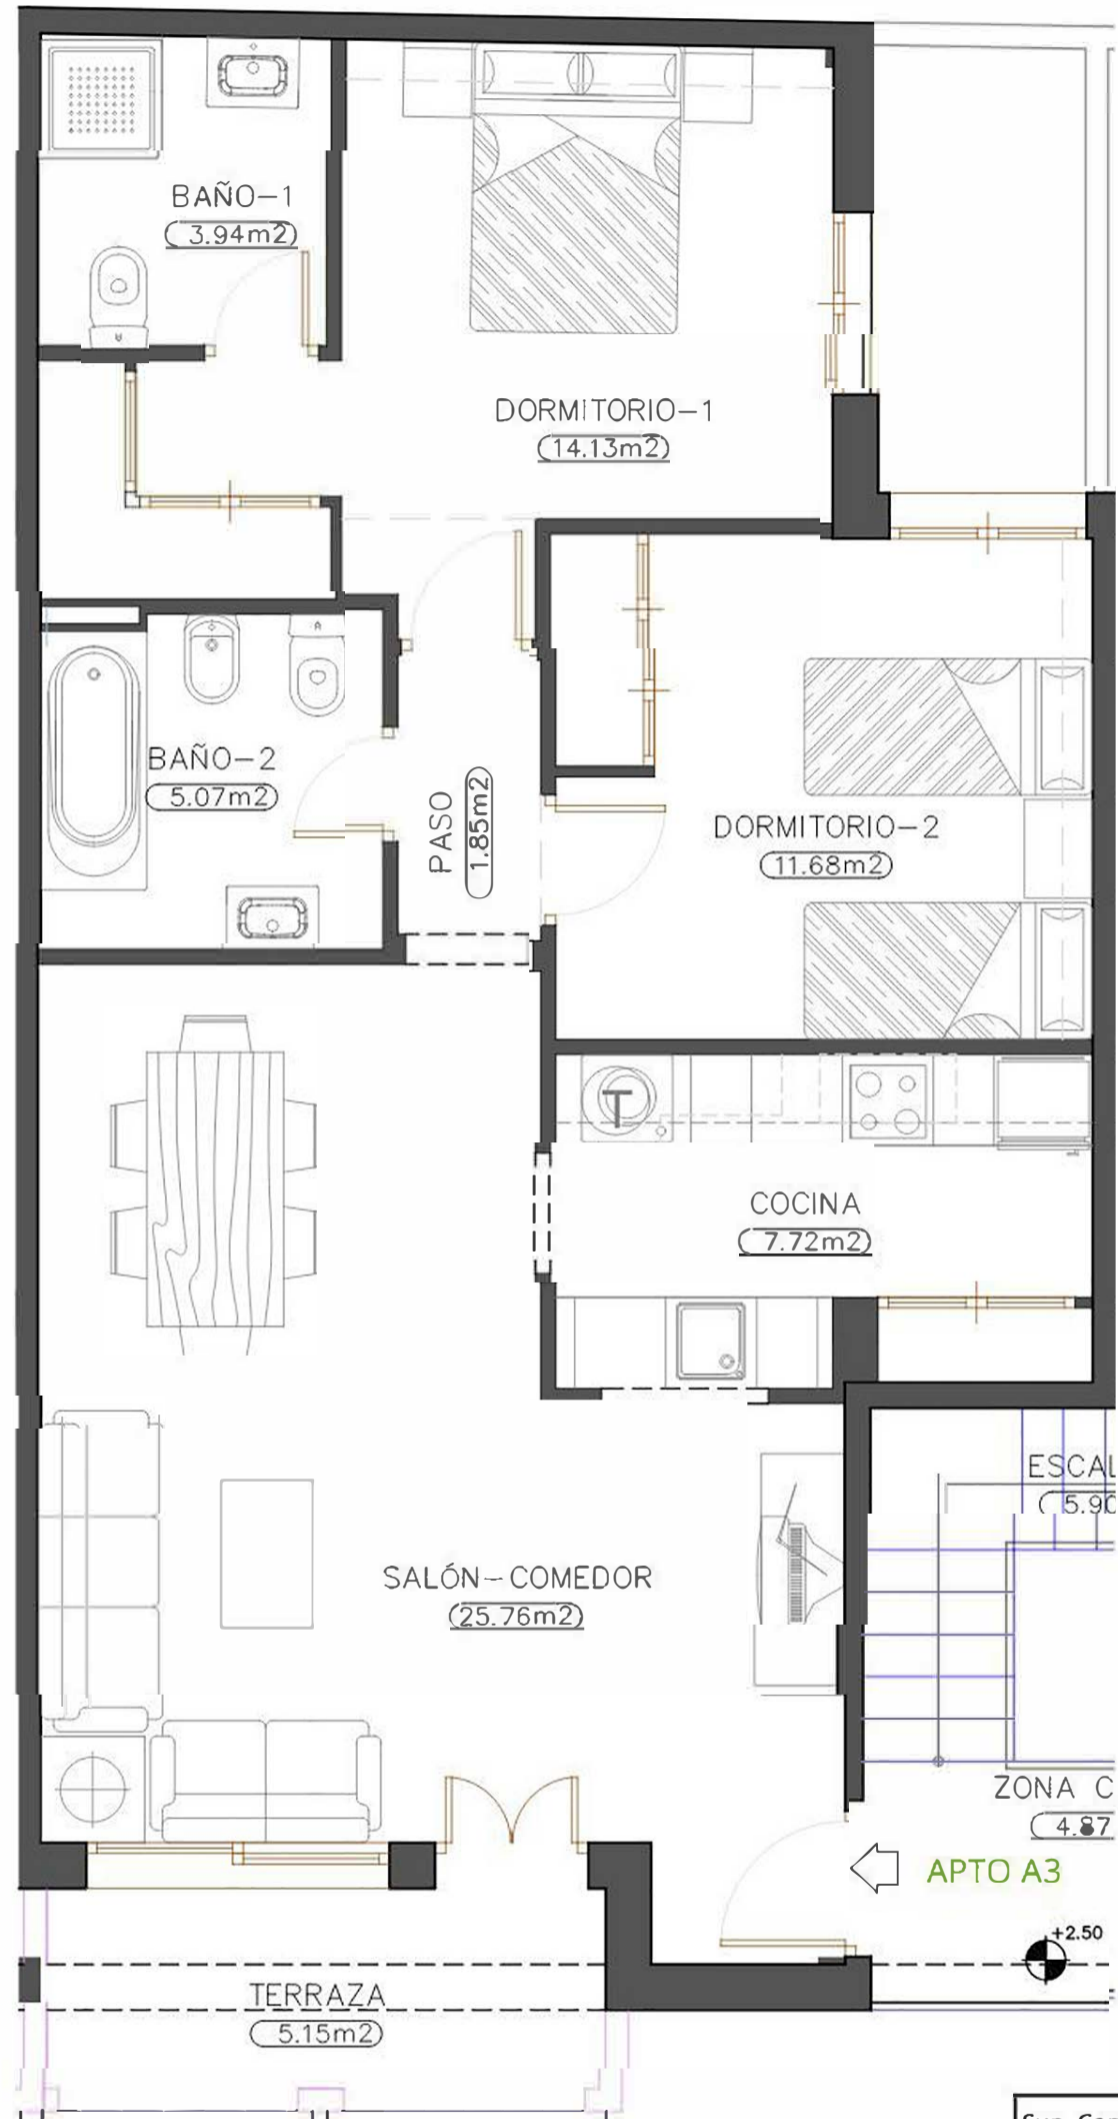 BAÑO-1
3.94m2
DORMITORIO-1
14.13m2
BAÑO-2
5.07m2
PASO
1.85m2
DORMITORIO-2
11.68m2
T
COCINA
7.72m2
ESCAL
5.90
SALÓN-COMEDOR
25.76m2
ZONA C
4.87
APTO A3
+2.50
TERRAZA
5.15m2